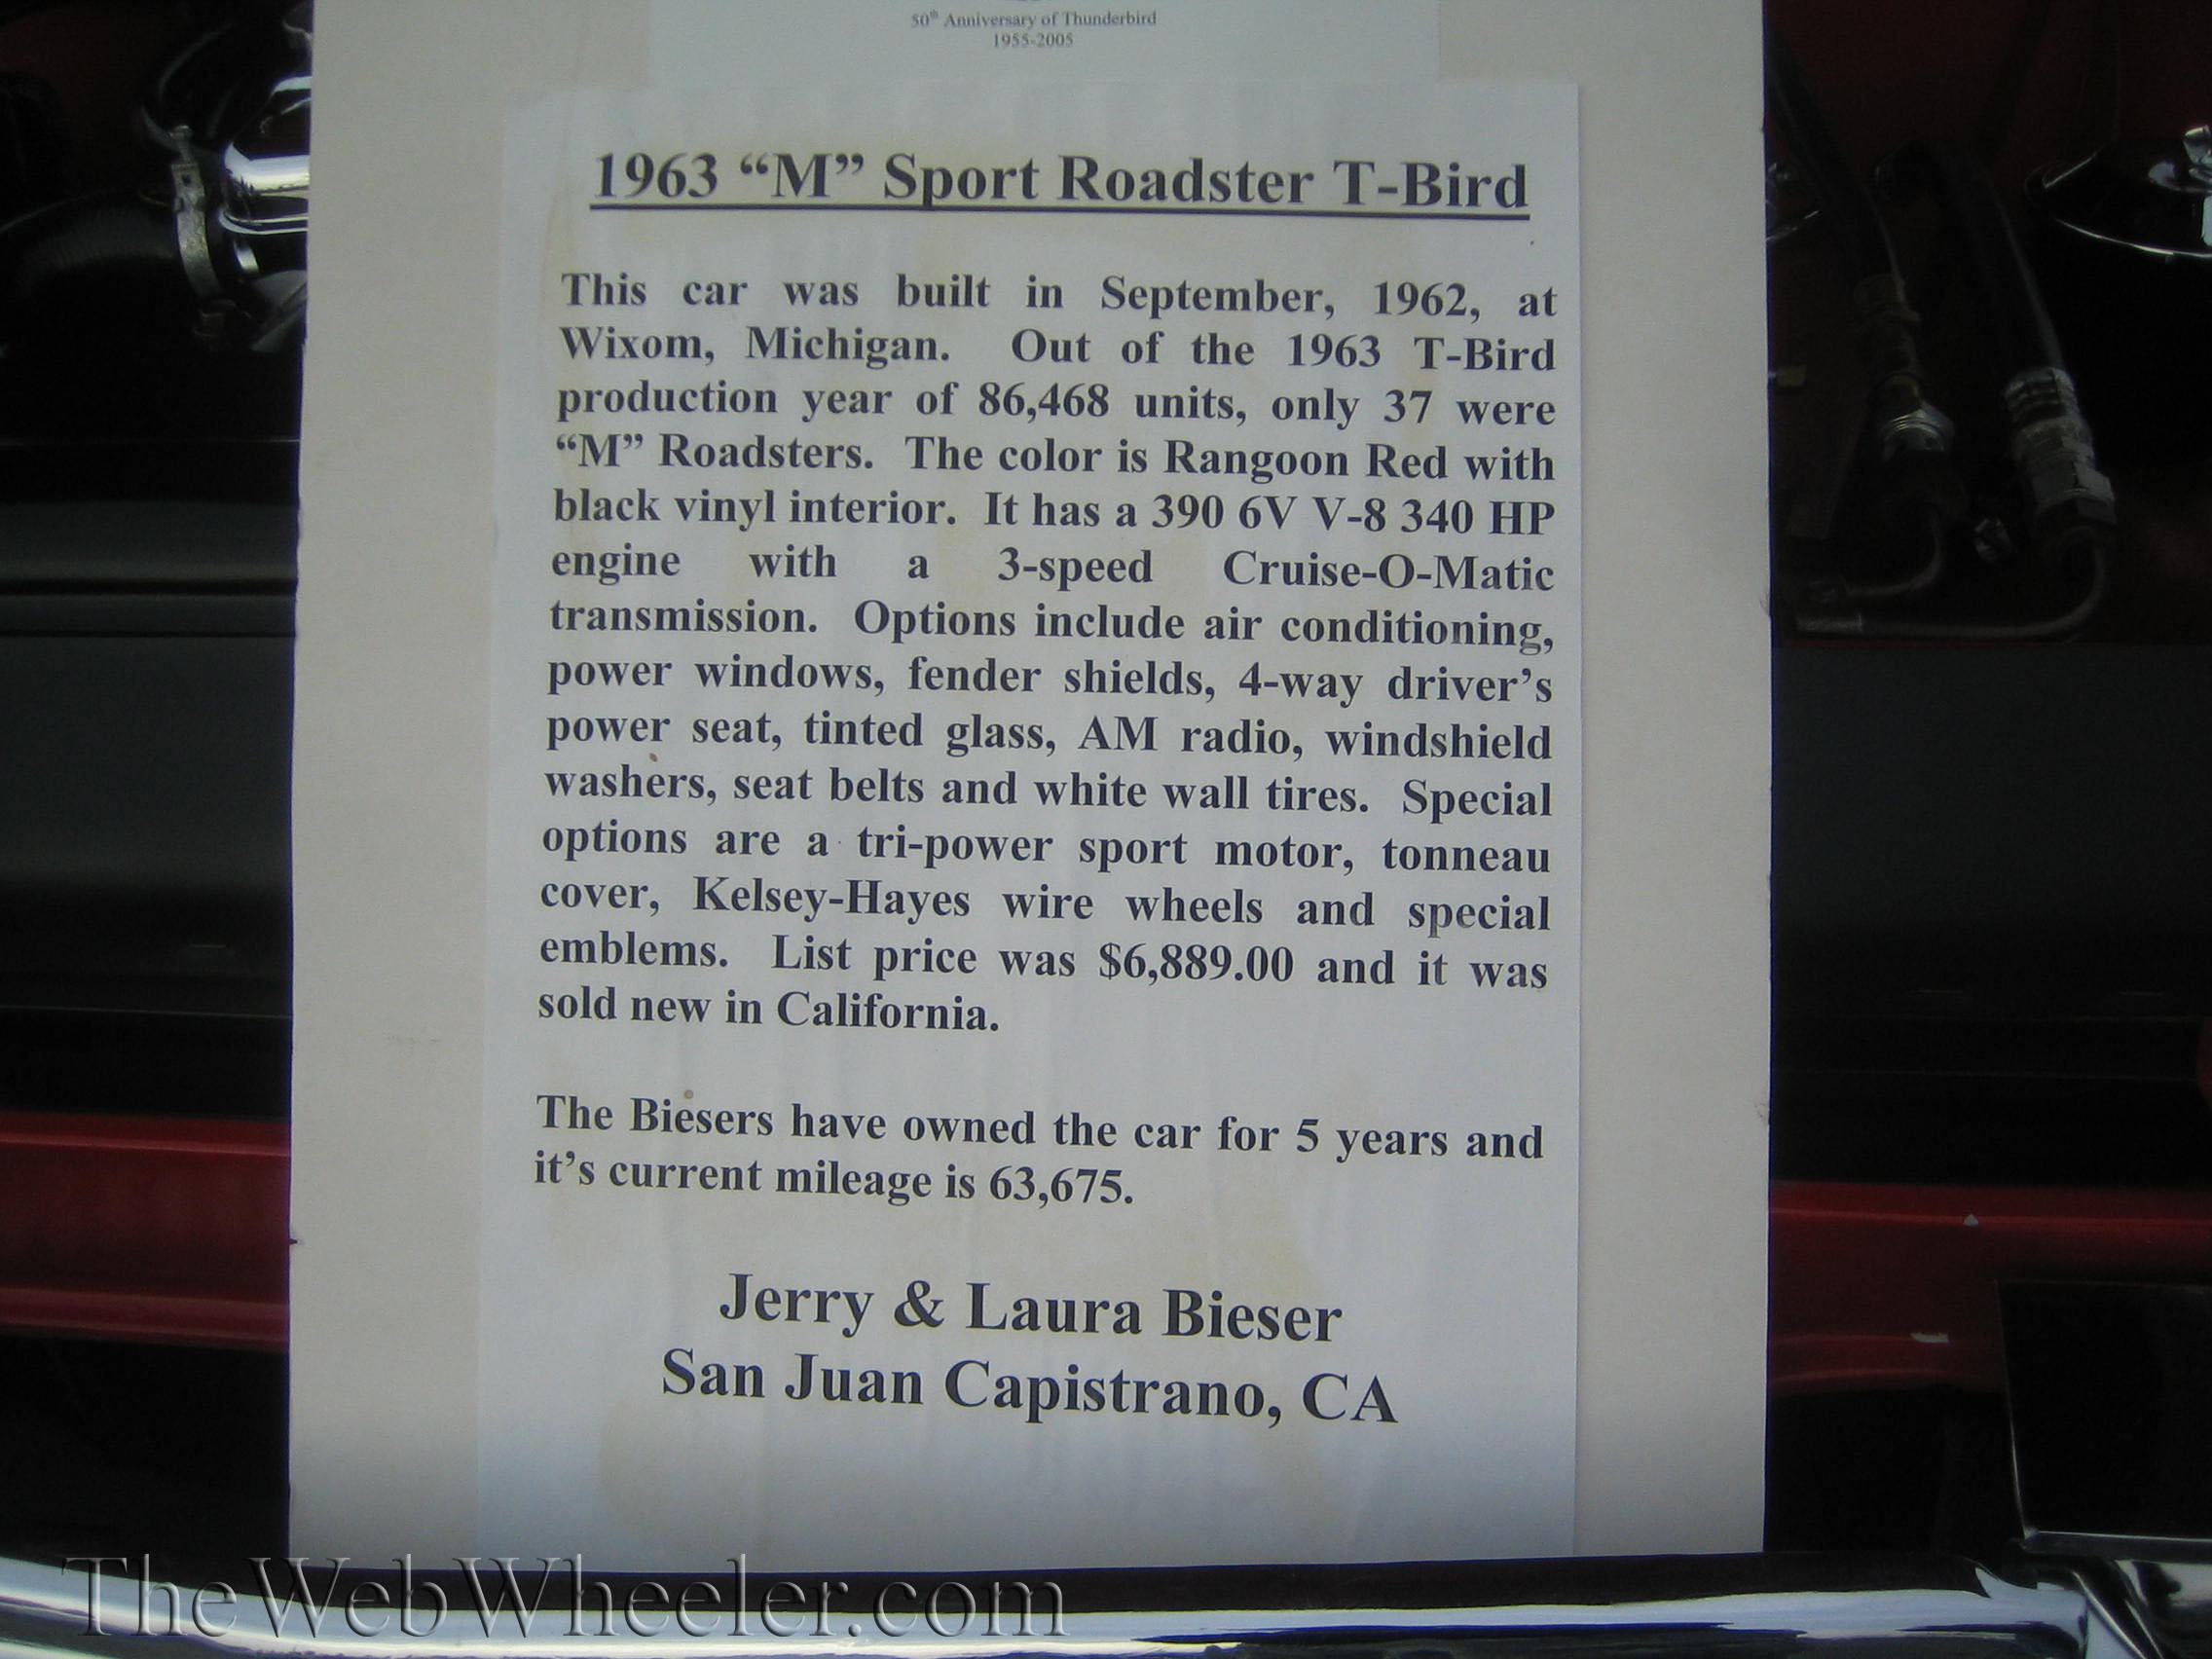 50th Anniversary of Thunderbird
1955-2005
1963 “M” Sport Roadster T-Bird
This car was built in September, 1962, at
Wixom, Michigan. Out of the 1963 T-Bird
production year of 86,468 units, only 37 were
“M” Roadsters. The color is Rangoon Red with
black vinyl interior. It has a 390 6V V-8 340 HP
engine with a 3-speed Cruise-O-Matic
transmission. Options include air conditioning,
power windows, fender shields, 4-way driver’s
power seat, tinted glass, AM radio, windshield
washers, seat belts and white wall tires. Special
options are a tri-power sport motor, tonneau
cover, Kelsey-Hayes wire wheels and special
emblems. List price was $6,889.00 and it was
sold new in California.
The Biesers have owned the car for 5 years and
it’s current mileage is 63,675.
Jerry & Laura Bieser
San Juan Capistrano, CA
TheWebWheeler.com